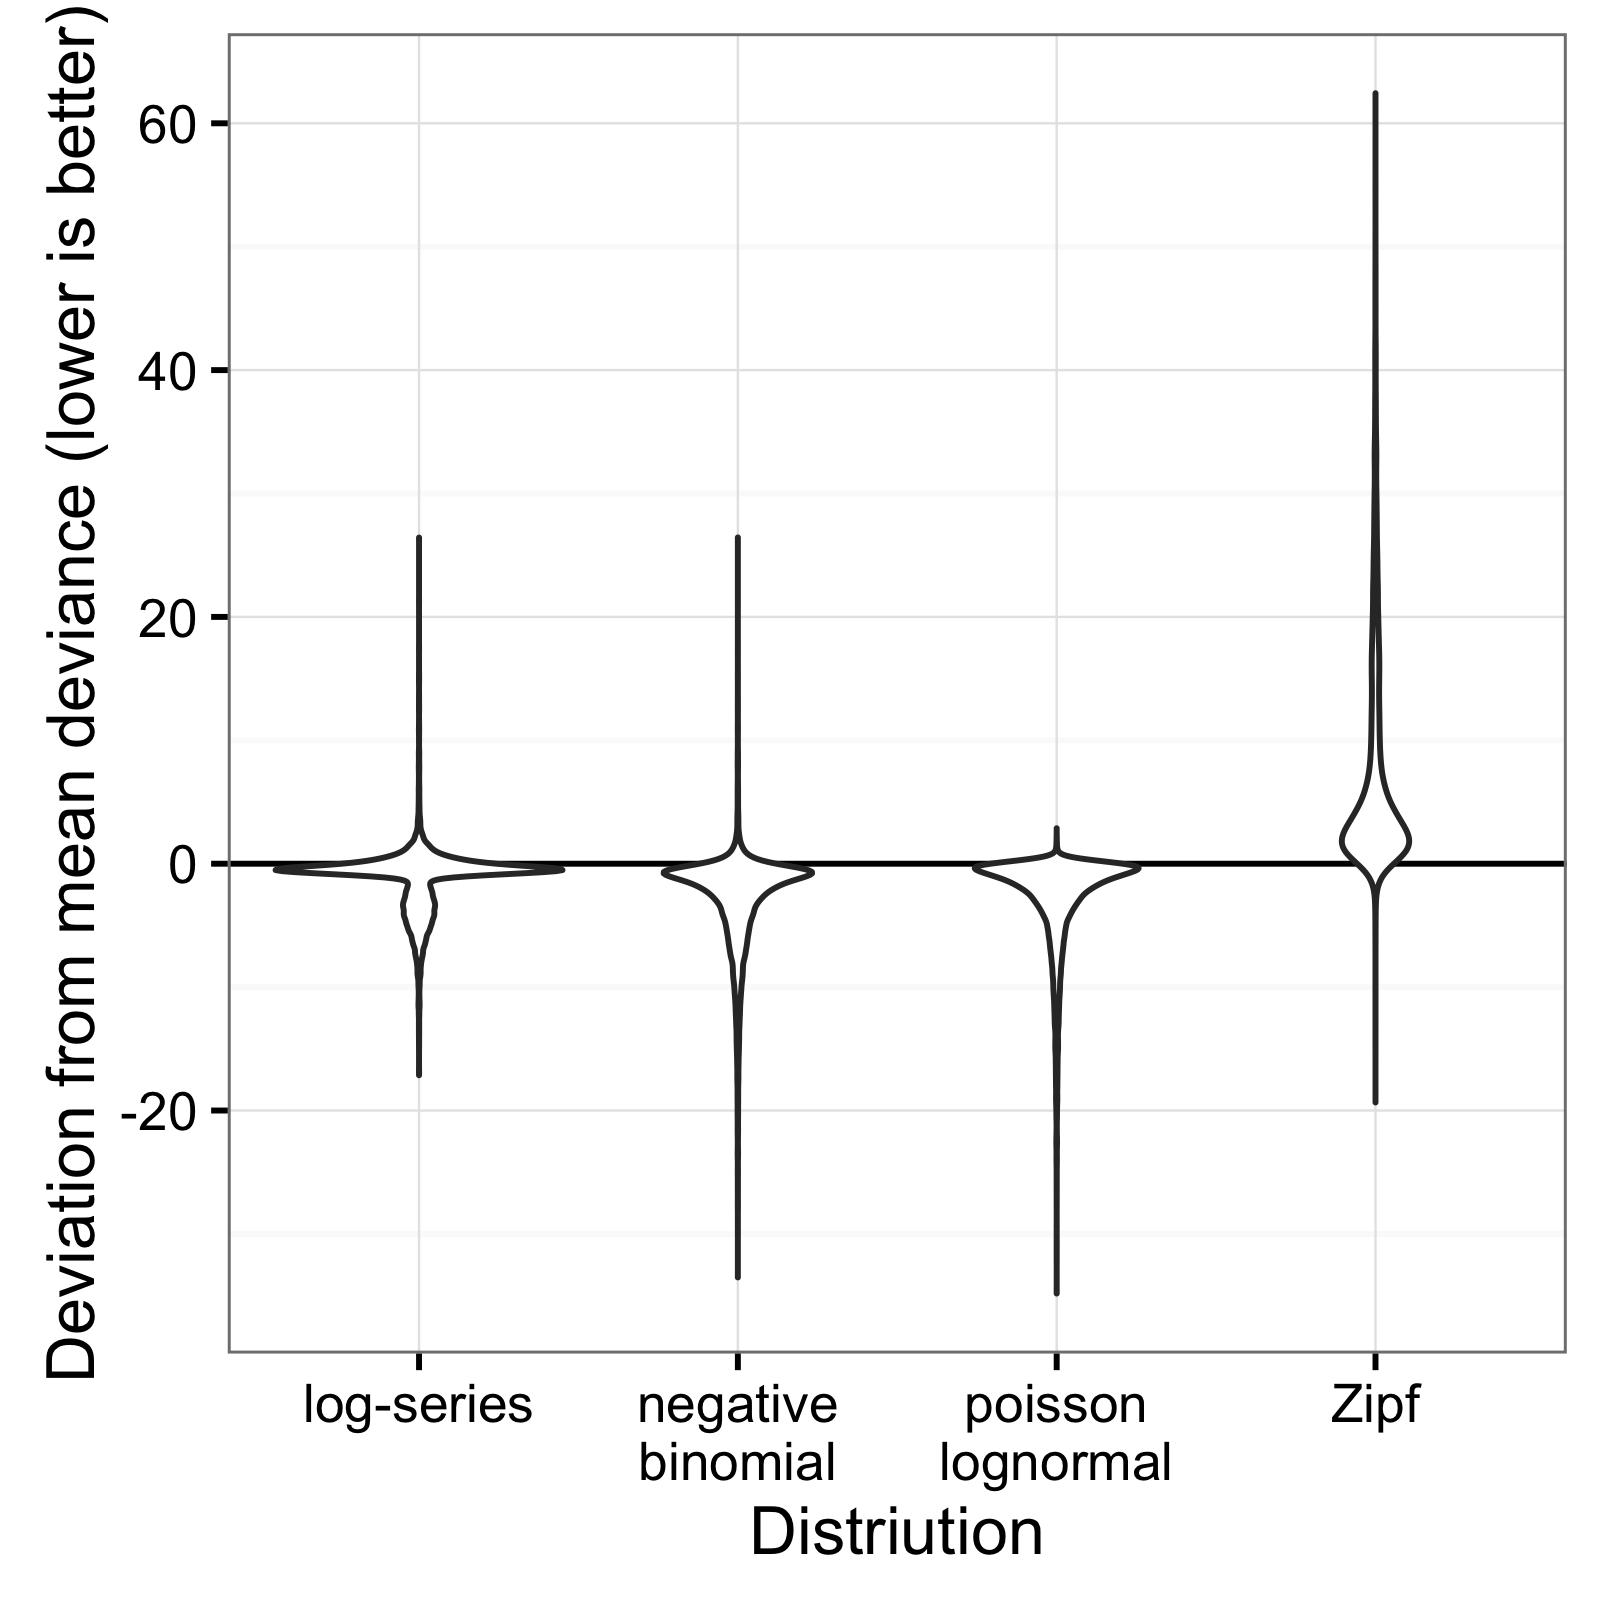 Deviation from mean deviance (lower is better)
60
40
20
0
-20
log-series
negative
binomial
poisson
lognormal
Zipf
Distriution